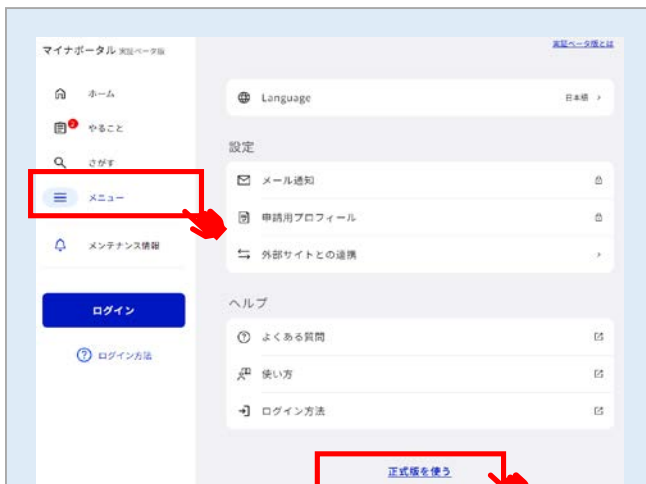 マイナポータル 実証ベータ版
実証ベータ版とは
ホーム
2
やること
さがす
メニュー
メンテナンス情報
ログイン
ログイン方法
Language
日本語
設定
メール通知
申請用プロフィール
外部サイトとの連携
ヘルプ
よくある質問
使い方
ログイン方法
正式版を使う